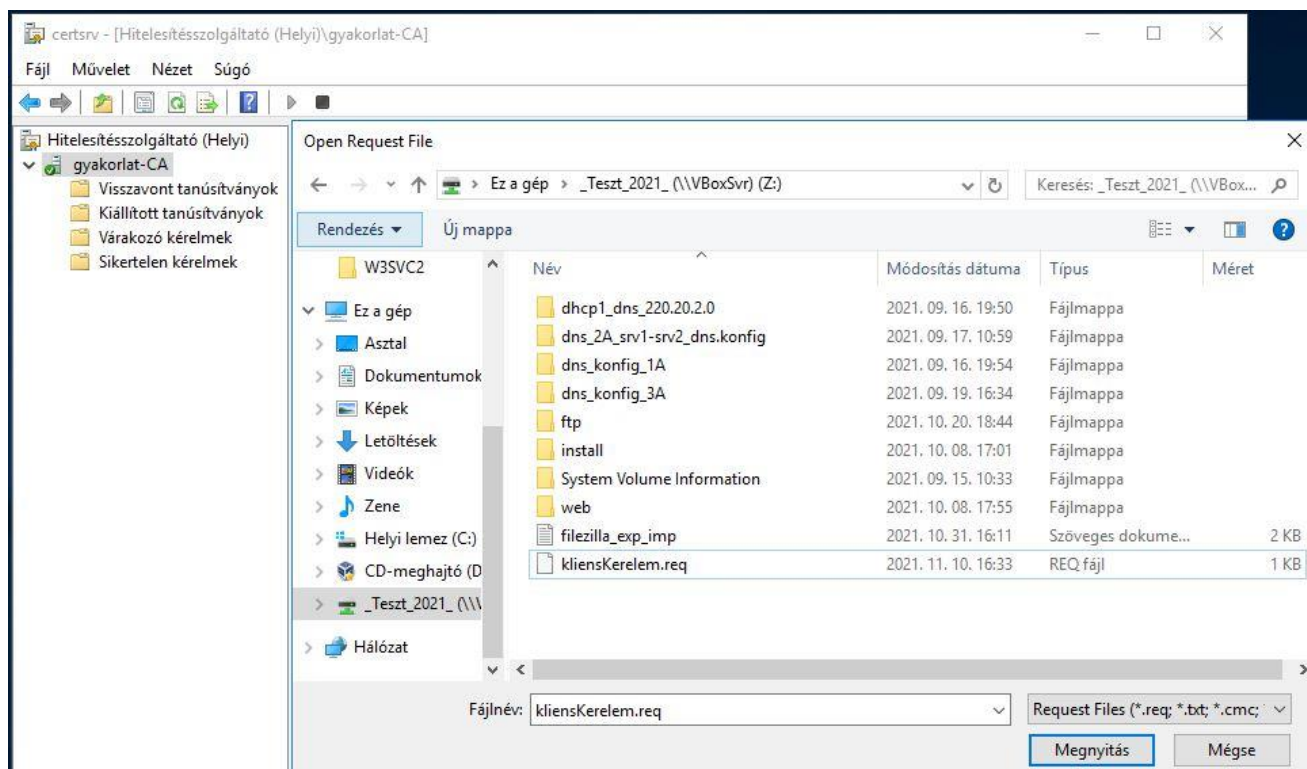 certsrv - [Hitelesítésszolgáltató (Helyi)\gyakorlat-CA]
Fájl Művelet Nézet Súgó
Hitelesítésszolgáltató (Helyi)
gyakorlat-CA
Visszavont tanúsítványok
Kiállított tanúsítványok
Várakozó kérelmek
Sikertelen kérelmek
Open Request File
Ez a gép > _Teszt_2021_ (\\VBoxSvr) (Z:)
Keresés: _Teszt_2021_ (\\VBox...
Rendezés Új mappa
W3SVC2
Ez a gép
Asztal
Dokumentumok
Képek
Letöltések
Videók
Zene
Helyi lemez (C:)
CD-meghajtó (D
_Teszt_2021_ (\\V
Hálózat
Név Módosítás dátuma Típus Méret
dhcp1_dns_220.20.2.0 2021. 09. 16. 19:50 Fájlmappa
dns_2A_srv1-srv2_dns.konfig 2021. 09. 17. 10:59 Fájlmappa
dns_konfig_1A 2021. 09. 16. 19:54 Fájlmappa
dns_konfig_3A 2021. 09. 19. 16:34 Fájlmappa
ftp 2021. 10. 20. 18:44 Fájlmappa
install 2021. 10. 08. 17:01 Fájlmappa
System Volume Information 2021. 09. 15. 10:33 Fájlmappa
web 2021. 10. 08. 17:55 Fájlmappa
filezilla_exp_imp 2021. 10. 31. 16:11 Szöveges dokume... 2 KB
kliensKerelem.req 2021. 11. 10. 16:33 REQ fájl 1 KB
Fájlnév: kliensKerelem.req Request Files (*.req; *.txt; *.cmc;
Megnyitás Mégse